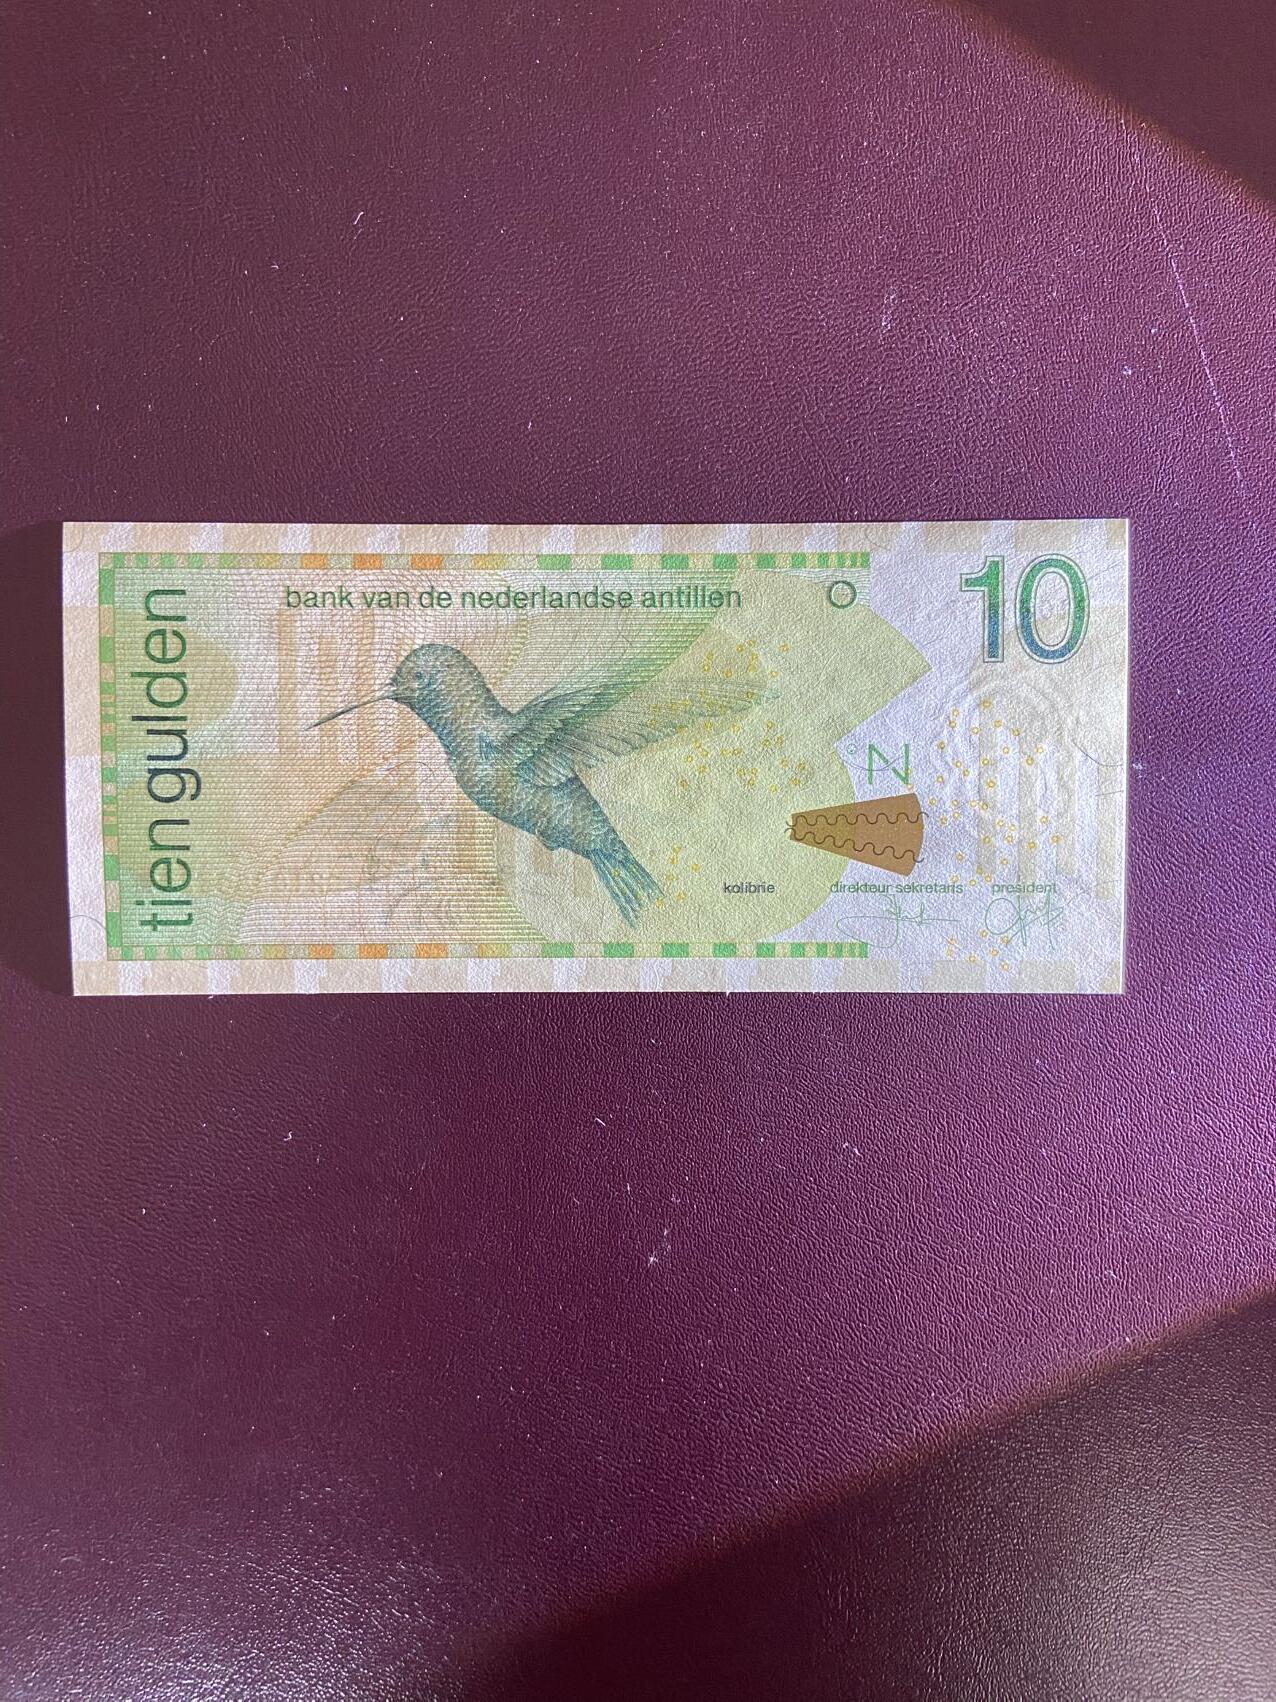 bank van de nederlandse antillen
10
tien gulden
N
kolibrie
direkteur sekretaris
president